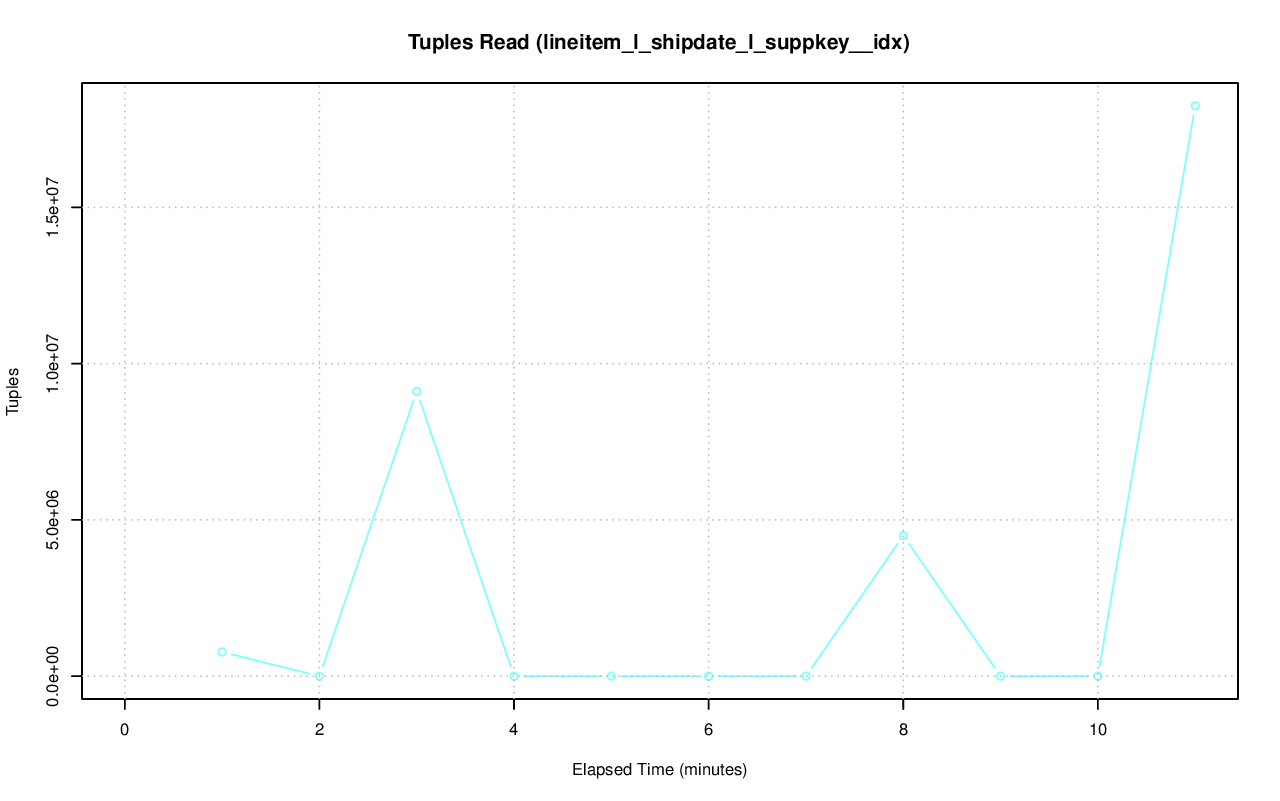 Tuples Read (lineitem_l_shipdate_l_suppkey__idx)
Tuples
1.5e+07
1.0e+07
5.0e+06
0.0e+00
0 2 4 6 8 10
Elapsed Time (minutes)